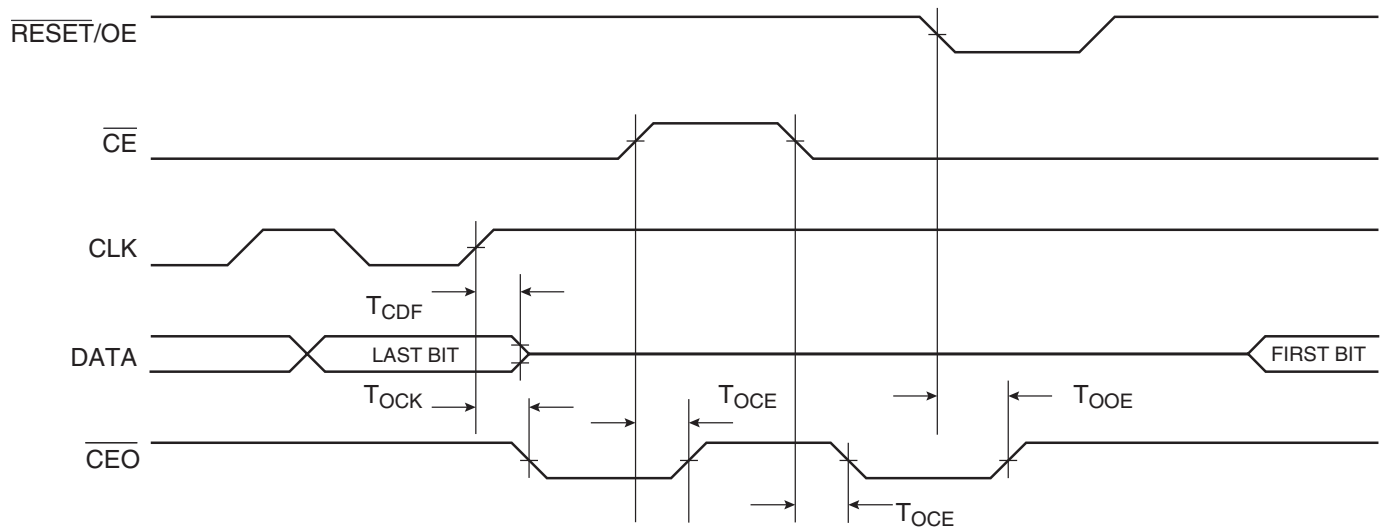 RESET/OE
CE
CLK
TCDF
DATA
LAST BIT
FIRST BIT
TOCK
TOCE
TOOE
CEO
TOCE